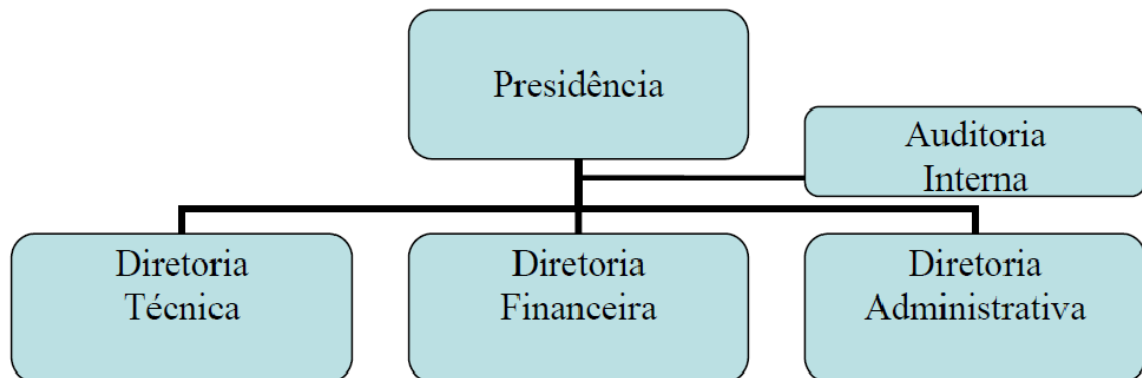 Presidência
Auditoria
Interna
Diretoria
Técnica
Diretoria
Financeira
Diretoria
Administrativa